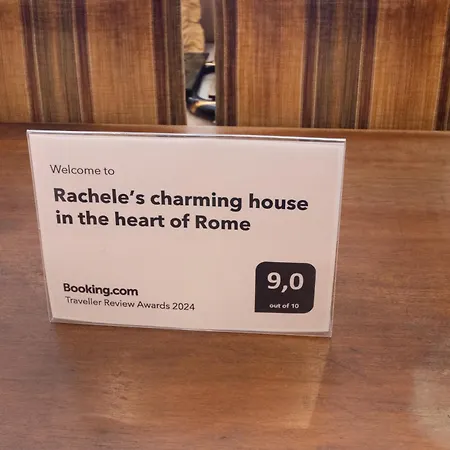 Welcome to
Rachele's charming house
in the heart of Rome
Booking.com
Traveller Review Awards 2024
9,0
out of 10